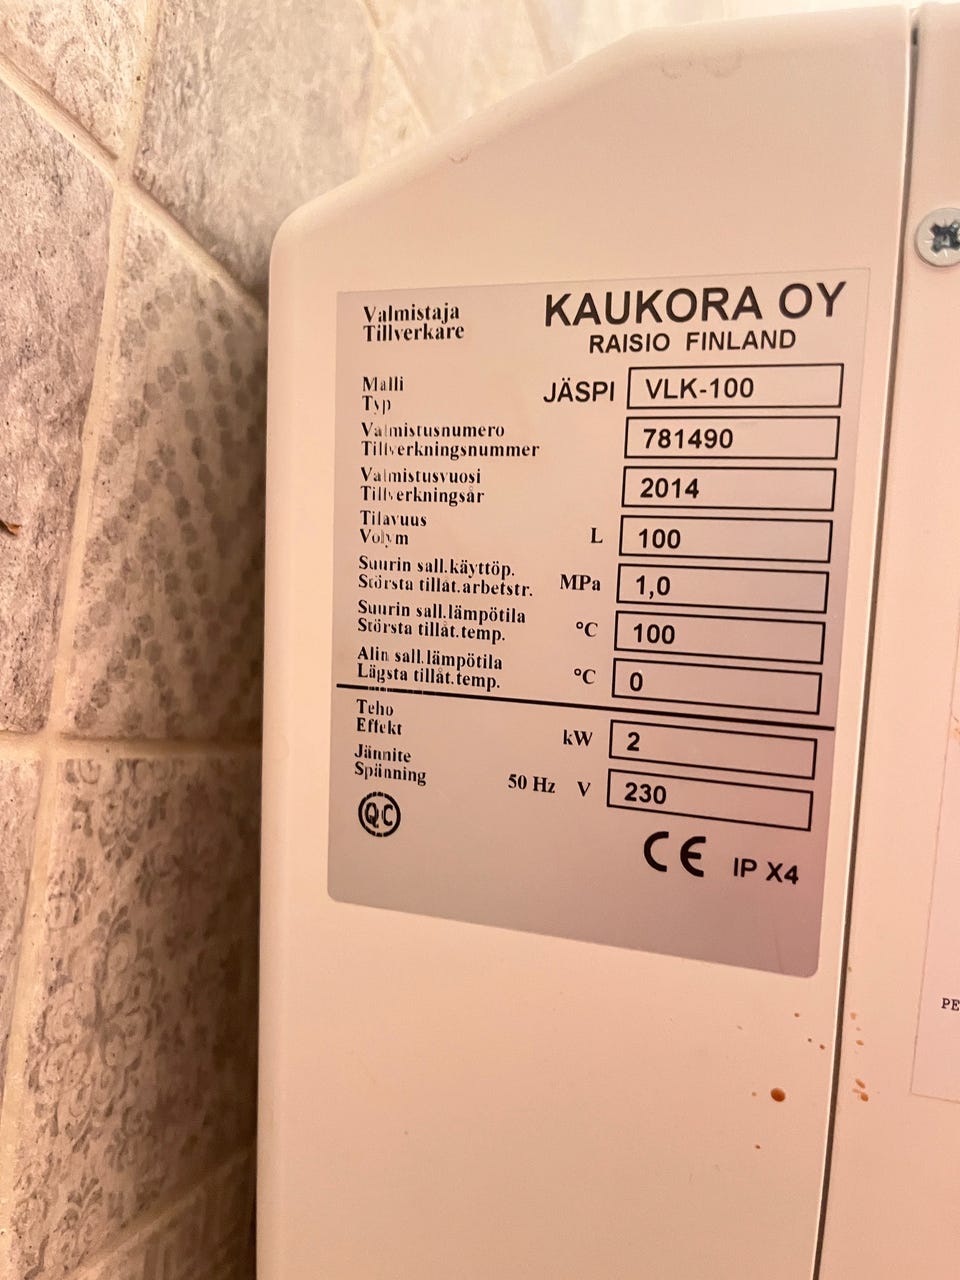 Valmistaja
Tillverkare
KAUKORA OY
RAISIO FINLAND
Malli
Typ
JÄSPI VLK-100
Valmistusnumero
Tillverkningsnummer
781490
Valmistusvuosi
Tillverkningsår
2014
Tilavuus
Volym
L 100
Suurin sall.käyttöp.
Största tillåt.arbetstr.
MPa 1,0
Suurin sall.lämpötila
Största tillåt.temp.
°C 100
Alin sall.lämpötila
Lägsta tillåt.temp.
°C 0
Teho
Effekt
kW 2
Jännite
Spänning
50 Hz V 230
QC
CE IP X4